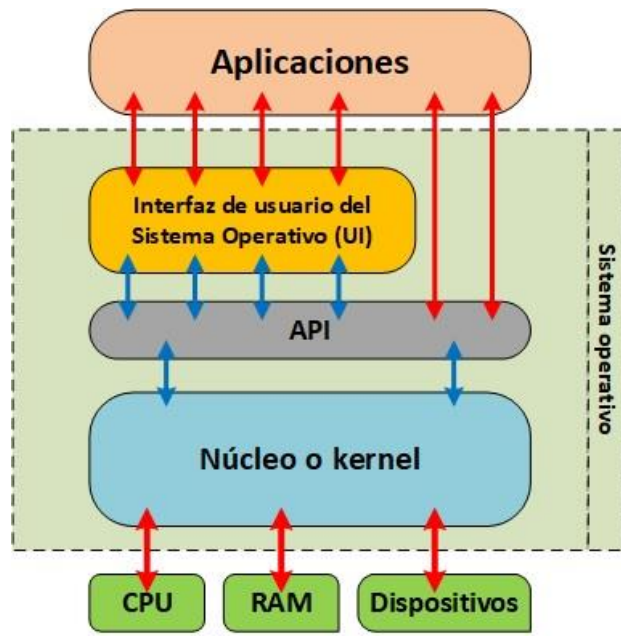 Aplicaciones
Interfaz de usuario del
Sistema Operativo (UI)
API
Núcleo o kernel
Sistema operativo
CPU
RAM
Dispositivos